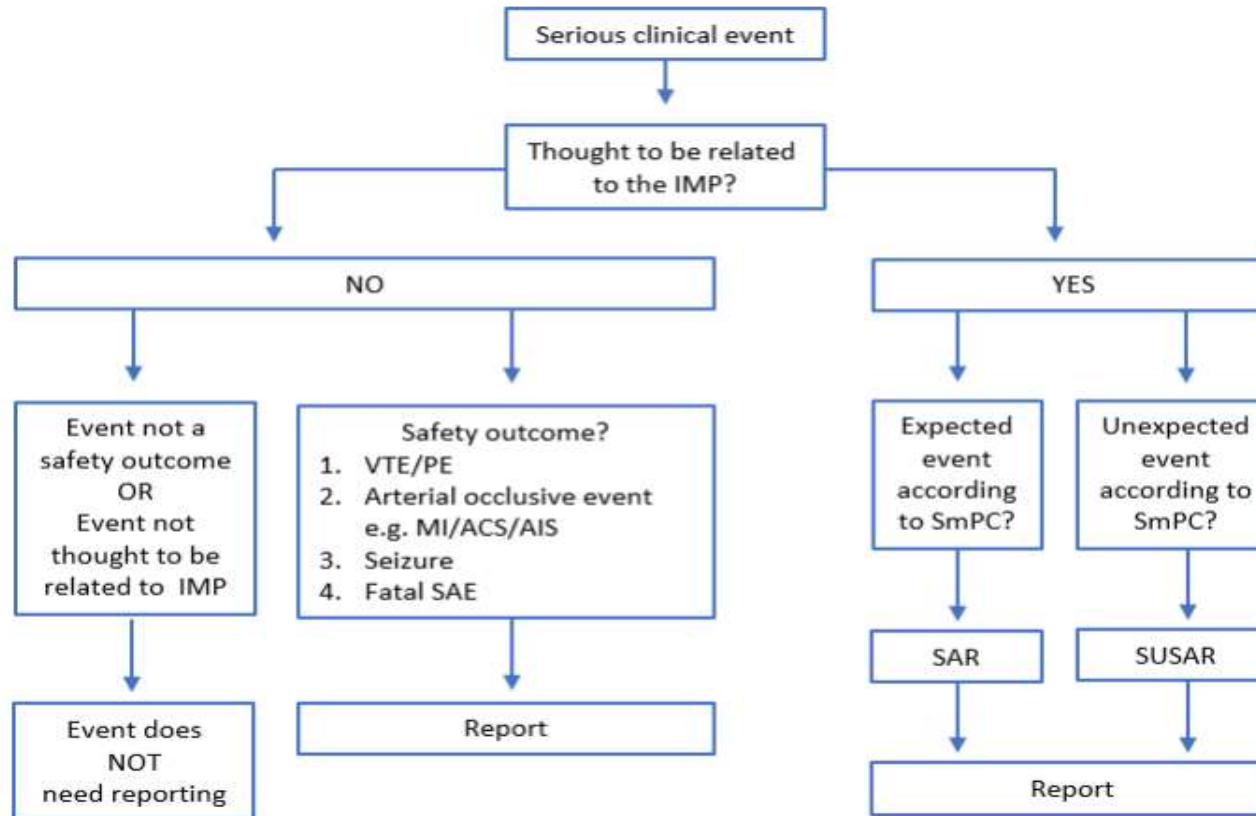 Serious clinical event
Thought to be related
to the IMP?
NO
YES
Event not a
safety outcome
OR
Event not
thought to be
related to IMP
Safety outcome?
1. VTE/PE
2. Arterial occlusive event
e.g. MI/ACS/AIS
3. Seizure
4. Fatal SAE
Expected
event
according
to SmPC?
Unexpected
event
according to
SmPC?
SAR
SUSAR
Event does
NOT
need reporting
Report
Report